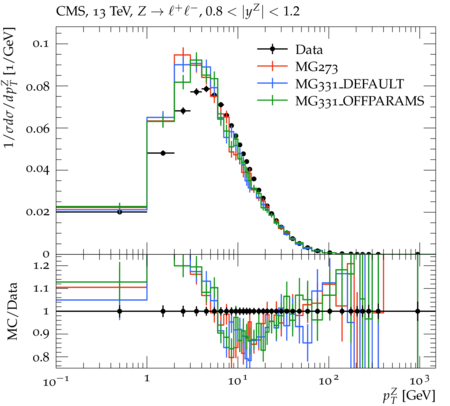 CMS, 13 TeV, Z → ℓ⁺ℓ⁻, 0.8 < |y^Z| < 1.2
1/σdσ/dp_T^Z [1/GeV]
0.1
0.08
0.06
0.04
0.02
0
Data
MG273
MG331_DEFAULT
MG331_OFFPARAMS
MC/Data
1.2
1.1
1
0.9
0.8
10⁻¹ 1 10¹ 10² 10³
p_T^Z [GeV]